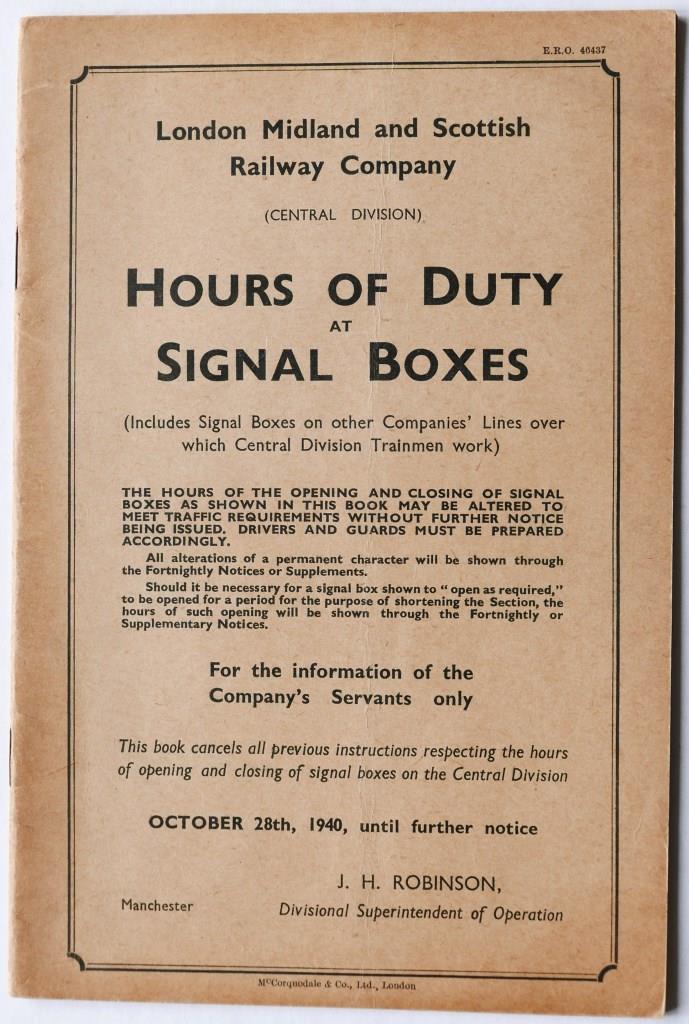 E.R.O. 46437
London Midland and Scottish
Railway Company
(CENTRAL DIVISION)
HOURS OF DUTY
AT
SIGNAL BOXES
(Includes Signal Boxes on other Companies' Lines over
which Central Division Trainmen work)
THE HOURS OF THE OPENING AND CLOSING OF SIGNAL
BOXES AS SHOWN IN THIS BOOK MAY BE ALTERED TO
MEET TRAFFIC REQUIREMENTS WITHOUT FURTHER NOTICE
BEING ISSUED. DRIVERS AND GUARDS MUST BE PREPARED
ACCORDINGLY.
All alterations of a permanent character will be shown through
the Fortnightly Notices or Supplements.
Should it be necessary for a signal box shown to "open as required,"
to be opened for a period for the purpose of shortening the Section, the
hours of such opening will be shown through the Fortnightly or
Supplementary Notices.
For the information of the
Company's Servants only
This book cancels all previous instructions respecting the hours
of opening and closing of signal boxes on the Central Division
OCTOBER 28th, 1940, until further notice
J. H. ROBINSON,
Manchester Divisional Superintendent of Operation
McCorquodale & Co., Ltd., London